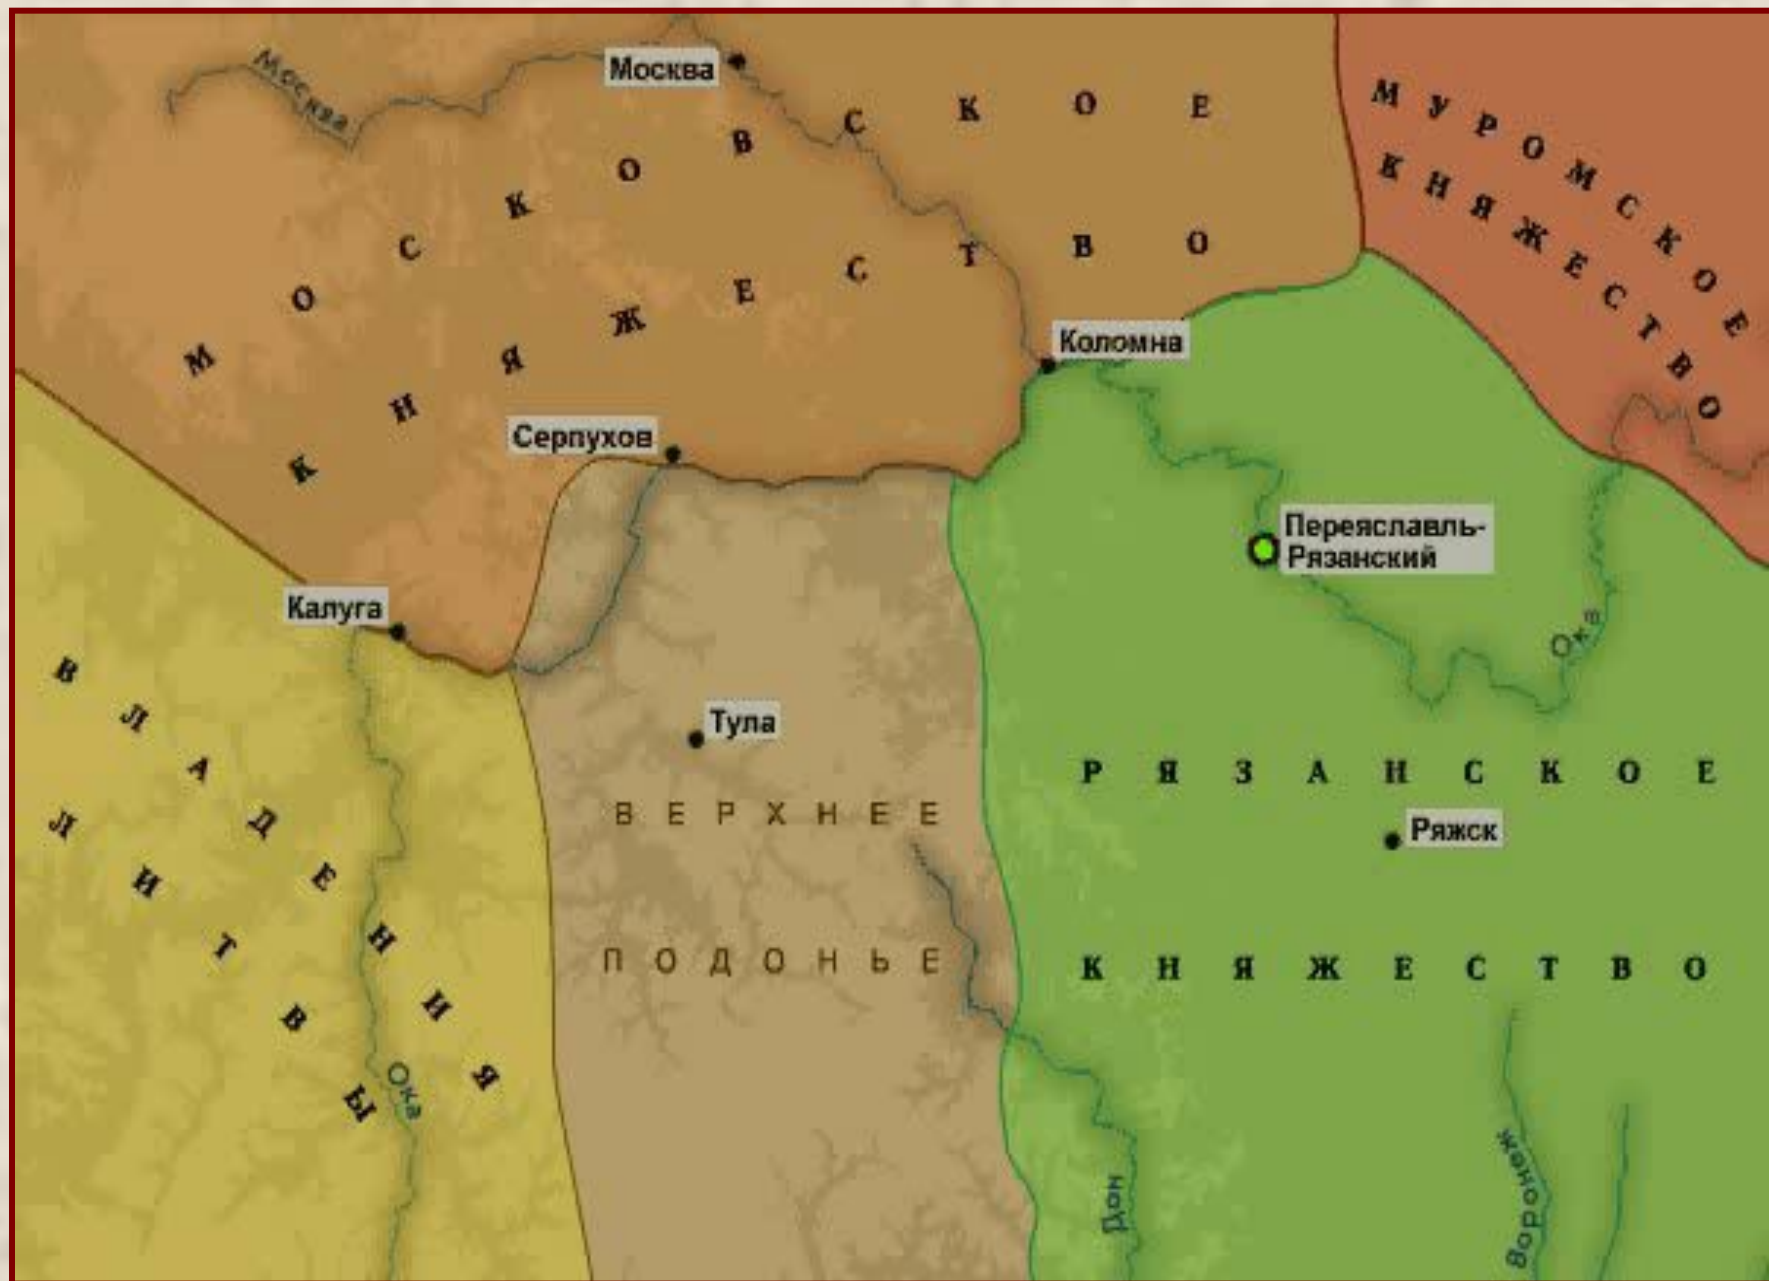 Москва
Москва
МОСКОВСКОЕ
КНЯЖЕСТВО
МУРОМСКОЕ
КНЯЖЕСТВО
Коломна
Серпухов
Переяславль-
Рязанский
Калуга
Ока
Тула
ВЛАДЕНИЯ
ЛИТВЫ
ВЕРХНЕЕ
ПОДОНЬЕ
РЯЗАНСКОЕ
Ряжск
КНЯЖЕСТВО
Ока
Дон
Воронеж